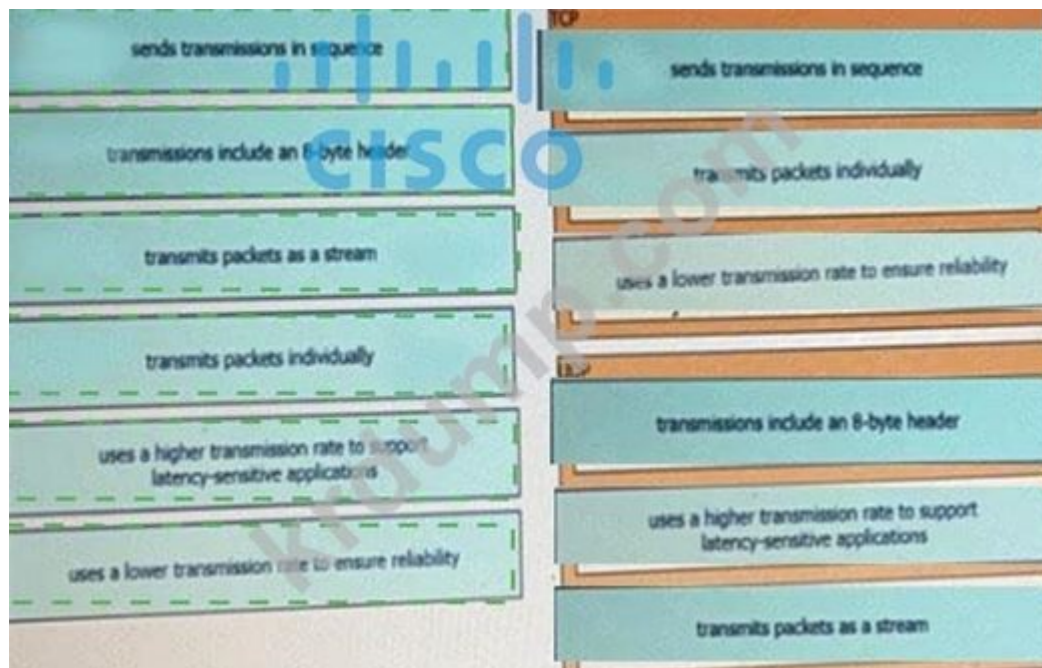 sends transmissions in sequence
transmissions include an 8-byte header
transmits packets as a stream
transmits packets individually
uses a higher transmission rate to support
latency-sensitive applications
uses a lower transmission rate to ensure reliability
TCP
sends transmissions in sequence
transmits packets individually
uses a lower transmission rate to ensure reliability
transmissions include an 8-byte header
uses a higher transmission rate to support
latency-sensitive applications
transmits packets as a stream
CISCO
krdump.com